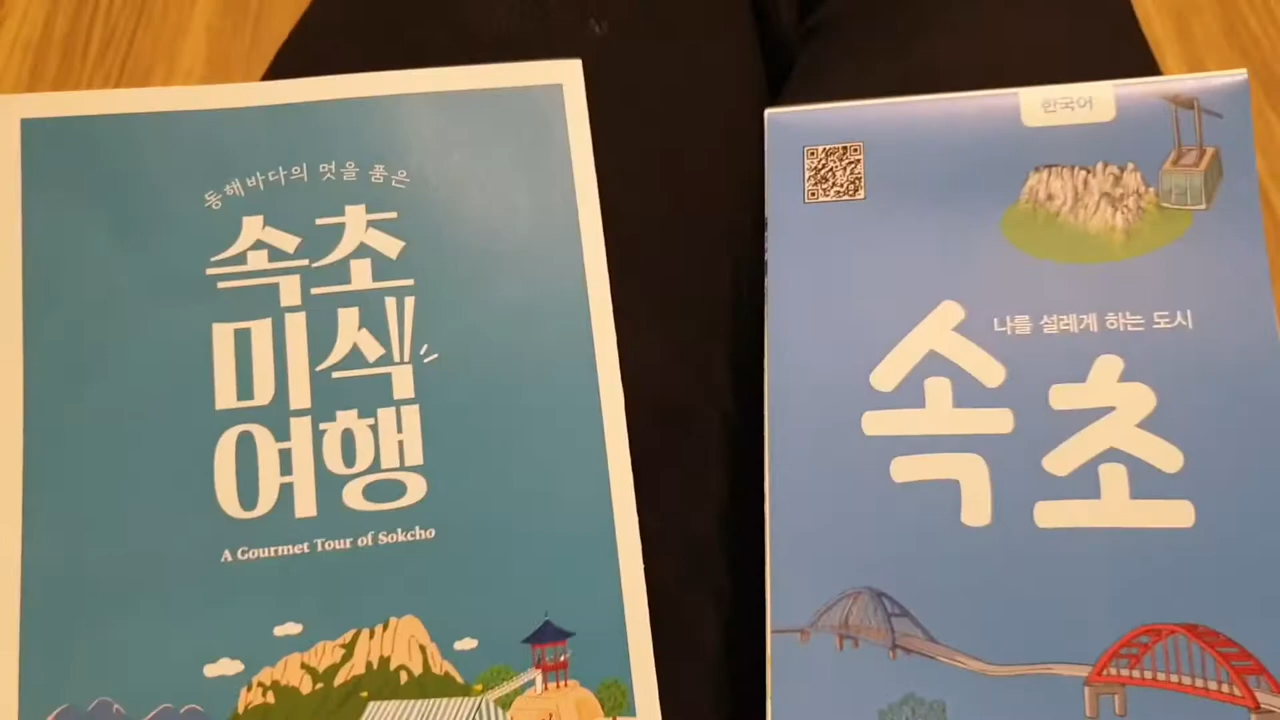 동해바다의 멋을 품은
속초
미식
여행
A Gourmet Tour of Sokcho
한국어
나를 설레게 하는 도시
속초